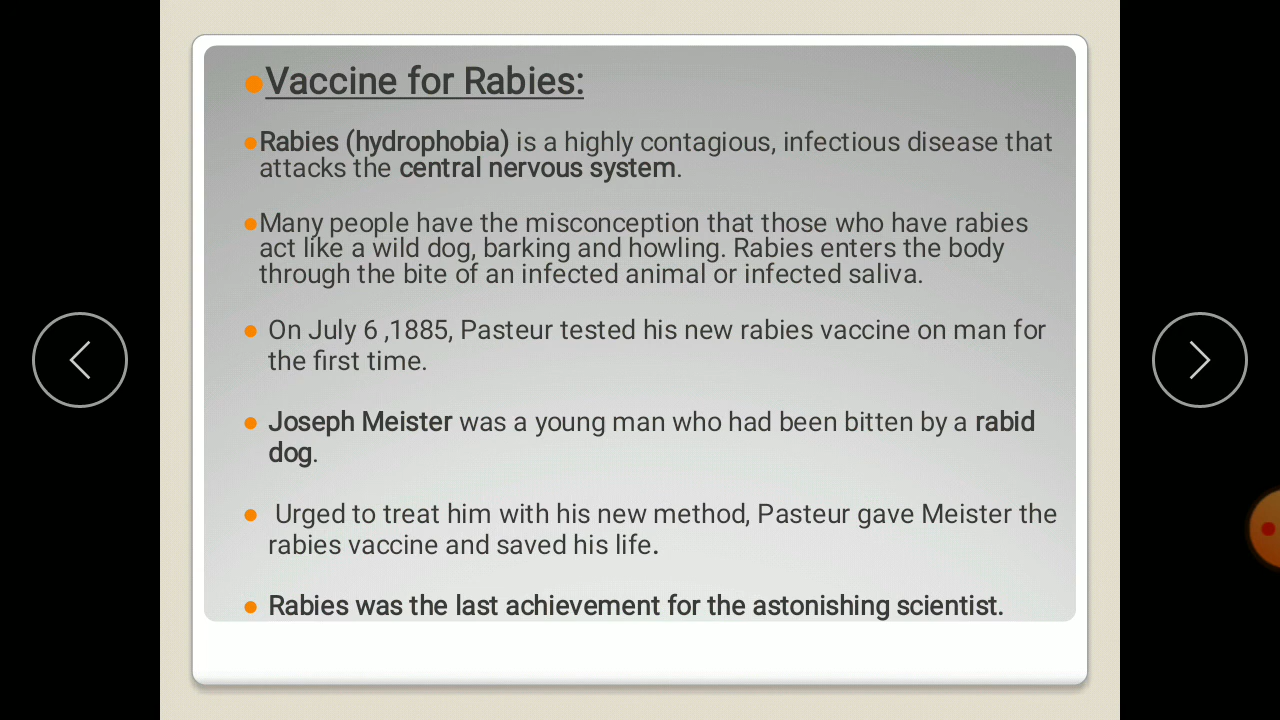 •Vaccine for Rabies:
•Rabies (hydrophobia) is a highly contagious, infectious disease that
attacks the central nervous system.
•Many people have the misconception that those who have rabies
act like a wild dog, barking and howling. Rabies enters the body
through the bite of an infected animal or infected saliva.
• On July 6 ,1885, Pasteur tested his new rabies vaccine on man for
the first time.
• Joseph Meister was a young man who had been bitten by a rabid
dog.
• Urged to treat him with his new method, Pasteur gave Meister the
rabies vaccine and saved his life.
• Rabies was the last achievement for the astonishing scientist.